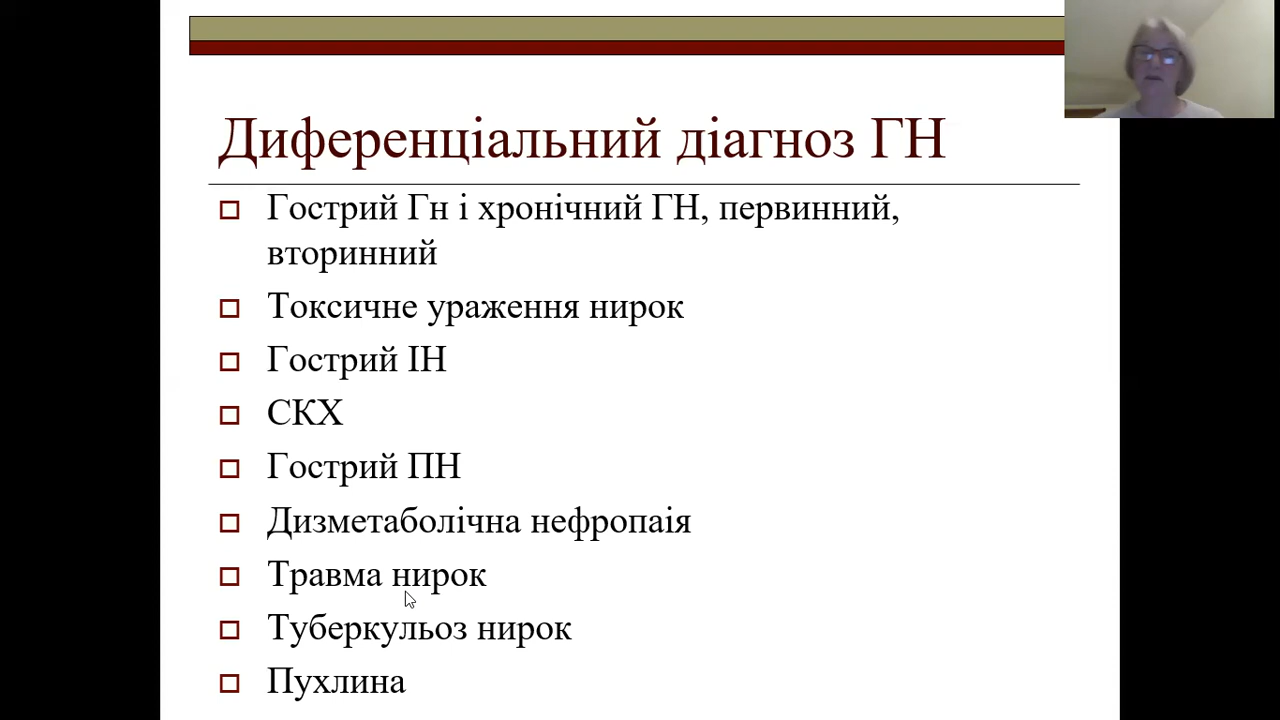 Диференціальний діагноз ГН
Гострий Гн і хронічний ГН, первинний,
вторинний
Токсичне ураження нирок
Гострий ІН
СКХ
Гострий ПН
Дизметаболічна нефропаія
Травма нирок
Туберкульоз нирок
Пухлина